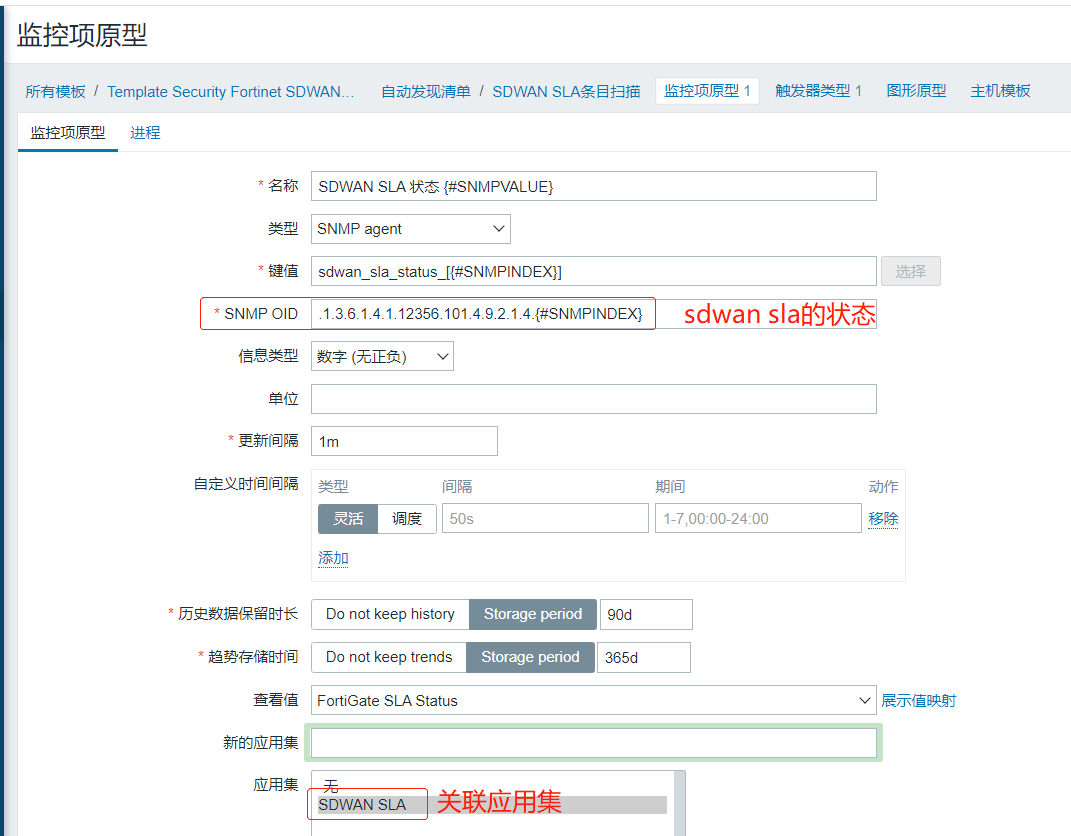 监控项原型
所有模板 / Template Security Fortinet SDWAN… 自动发现清单 / SDWAN SLA条目扫描 监控项原型 1 触发器类型 1 图形原型 主机模板
监控项原型 进程
* 名称 SDWAN SLA 状态 {#SNMPVALUE}
类型 SNMP agent
* 键值 sdwan_sla_status_[{#SNMPINDEX}] 选择
* SNMP OID .1.3.6.1.4.1.12356.101.4.9.2.1.4.{#SNMPINDEX} sdwan sla的状态
信息类型 数字 (无正负)
单位
* 更新间隔 1m
自定义时间间隔 类型 间隔 期间 动作
灵活 调度 50s 1-7,00:00-24:00 移除
添加
* 历史数据保留时长 Do not keep history Storage period 90d
* 趋势存储时间 Do not keep trends Storage period 365d
查看值 FortiGate SLA Status 展示值映射
新的应用集
应用集 无
SDWAN SLA 关联应用集